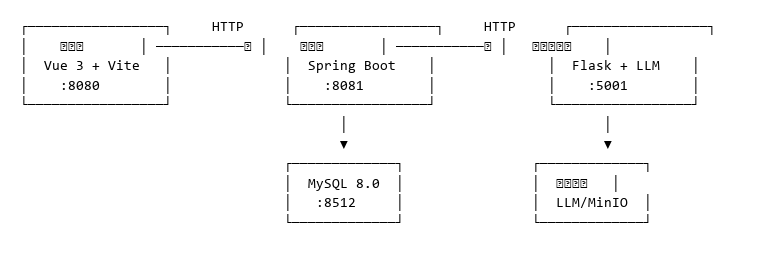 HTTP HTTP
Vue 3 + Vite Spring Boot Flask + LLM
:8080 :8081 :5001
MySQL 8.0
:8512 LLM/MinIO